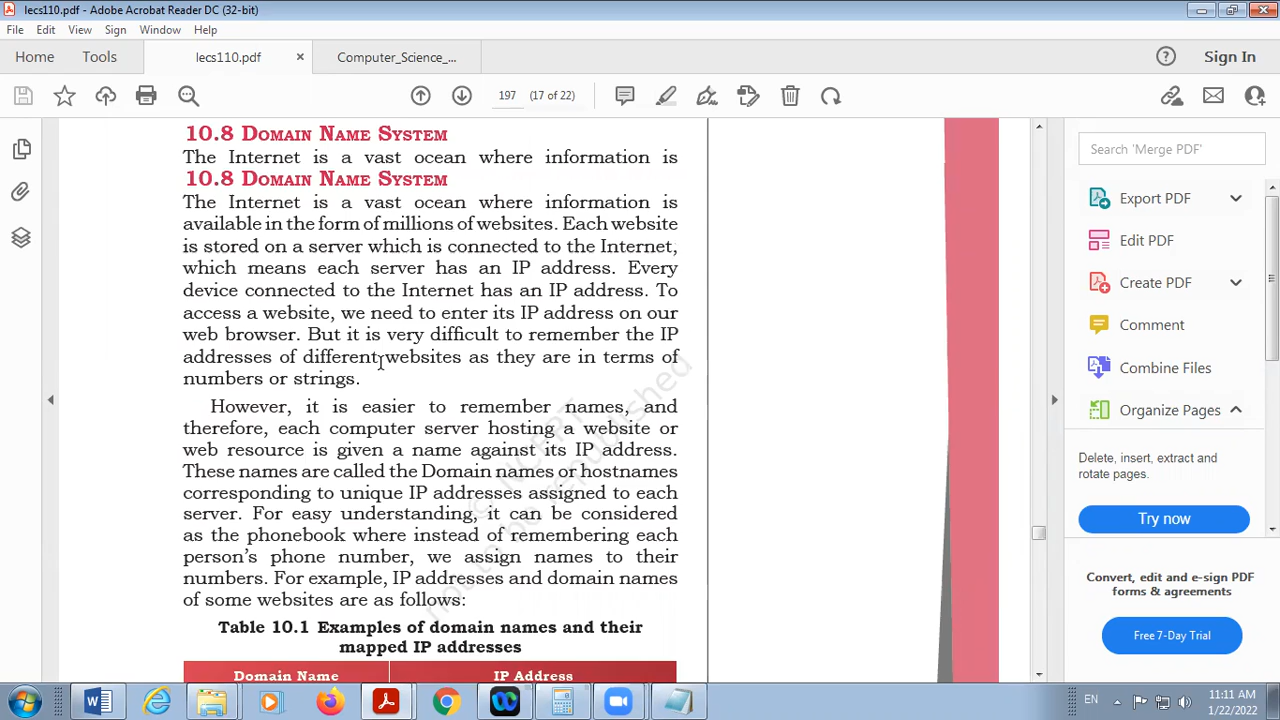 lecs110.pdf - Adobe Acrobat Reader DC (32-bit)
File Edit View Sign Window Help
Home Tools lecs110.pdf × Computer_Science_... Sign In
197 (17 of 22)
10.8 Domain Name System
The Internet is a vast ocean where information is
10.8 Domain Name System
The Internet is a vast ocean where information is
available in the form of millions of websites. Each website
is stored on a server which is connected to the Internet,
which means each server has an IP address. Every
device connected to the Internet has an IP address. To
access a website, we need to enter its IP address on our
web browser. But it is very difficult to remember the IP
addresses of different websites as they are in terms of
numbers or strings.
However, it is easier to remember names, and
therefore, each computer server hosting a website or
web resource is given a name against its IP address.
These names are called the Domain names or hostnames
corresponding to unique IP addresses assigned to each
server. For easy understanding, it can be considered
as the phonebook where instead of remembering each
person's phone number, we assign names to their
numbers. For example, IP addresses and domain names
of some websites are as follows:
Table 10.1 Examples of domain names and their
mapped IP addresses
Domain Name IP Address
NCERT
not to be republished
Search 'Merge PDF'
Export PDF
Edit PDF
Create PDF
Comment
Combine Files
Organize Pages
Delete, insert, extract and
rotate pages.
Try now
Convert, edit and e-sign PDF
forms & agreements
Free 7-Day Trial
EN
11:11 AM
1/22/2022